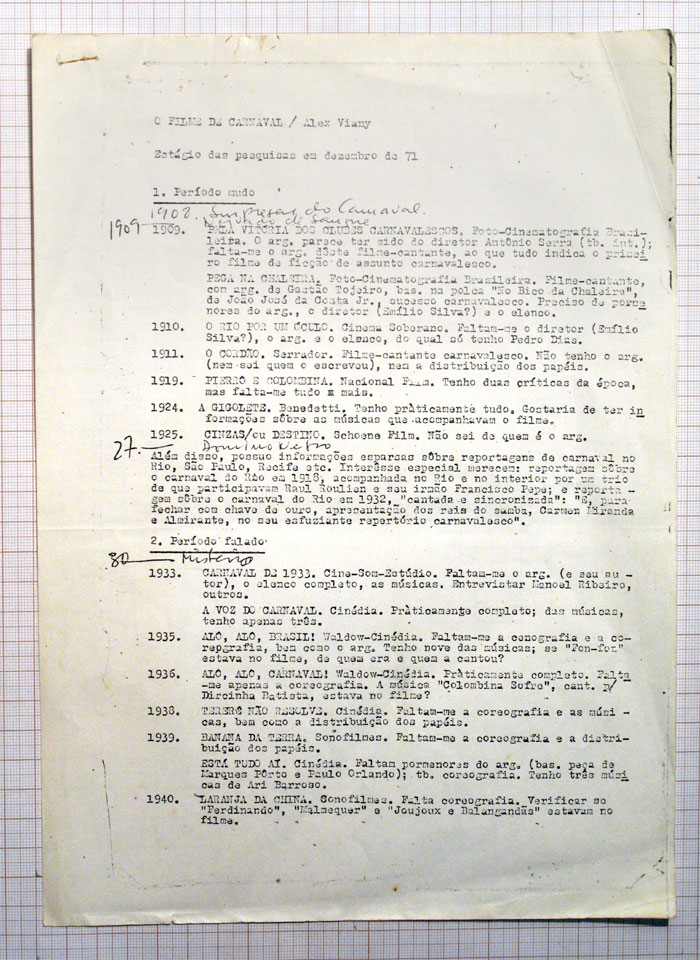 O FILME DE CARNAVAL / Alex Viany
Estágio das pesquisas em dezembro de 71
1. Período mudo
1908. Surpresas do Carnaval.
1909
1909. PELA VITÓRIA DOS CLUBES CARNAVALESCOS. Foto-Cinematografia Brasi-
leira. O arg. parece ter sido do diretor Antônio Serra (tb. int.);
falta-me o arg. dêste filme-cantante, ao que tudo indica o primei
ro filme de ficção de assunto carnavalesco.
PEGA NA CHALEIRA. Foto-Cinematografia Brasileira. Filme-cantante,
com arg. de Gastão Tojeiro, bas. na polca "No Bico da Chaleira",
de João José da Costa Jr., sucesso carnavalesco. Preciso de porme
nores do arg., o diretor (Emílio Silva?) e o elenco.
1910. O RIO POR UM ÓCULO. Cinema Soberano. Faltam-me o diretor (Emílio
Silva?), o arg. e o elenco, do qual só tenho Pedro Dias.
1911. O CORDÃO. Serrador. Filme-cantante carnavalesco. Não tenho o arg.
(nem sei quem o escreveu), nem a distribuição dos papéis.
1919. PIERRÔ E COLOMBINA. Nacional Film. Tenho duas críticas da época,
mas falta-me tudo x mais.
1924. A GIGOLETE. Benedetti. Tenho pràticamente tudo. Gostaria de ter in
formações sôbre as músicas que acompanhavam o filme.
1925. CINZAS/ou DESTINO. Schoene Film. Não sei de quem é o arg.
27. — Dominó Negro
Além disso, possuo informações esparsas sôbre reportagens de carnaval no
Rio, São Paulo, Recife etc. Interêsse especial merecem: reportagem sôbre
o carnaval do Rio em 1918, acompanhada no Rio e no interior por um trio
de que participavam Raul Roulien e seu irmão Francisco Pepe; e reporta -
gem sôbre o carnaval do Rio em 1932, "cantada e sincronizada": "E, para
fechar com chave de ouro, apresentação dos reis do samba, Carmen Miranda
e Almirante, no seu esfuziante repertório carnavalesco".
2. Período falado
30 — Mistério
1933. CARNAVAL DE 1933. Cine-Som-Estúdio. Faltam-me o arg. (e seu au -
tor), o elenco completo, as músicas. Entrevistar Manoel Ribeiro,
outros.
A VOZ DO CARNAVAL. Cinédia. Pràticamente completo; das músicas,
tenho apenas três.
1935. ALÔ, ALÔ, BRASIL! Waldow-Cinédia. Faltam-me a cenografia e a co-
repgrafia, bem como o arg. Tenho nove das músicas; se "Fon-fon"
estava no filme, de quem era e quem a cantou?
1936. ALÔ, ALÔ, CARNAVAL! Waldow-Cinédia. Pràticamente completo. Falta
-me apenas a coreografia. A música "Colombina Sofre", cant. p/
Dircinha Batista, estava no filme?
1938. TERERÊ NÃO RESOLVE. Cinédia. Faltam-me a coreografia e as músi -
cas, bem como a distribuição dos papéis.
1939. BANANA DA TERRA. Sonofilmes. Faltam-me a coreografia e a distri-
buição dos papéis.
ESTÁ TUDO AÍ. Cinédia. Faltam pormenores do arg. (bas. peça de
Marques Pôrto e Paulo Orlando); tb. coreografia. Tenho três músi
cas de Ari Barroso.
1940. LARANJA DA CHINA. Sonofilmes. Falta coreografia. Verificar se
"Ferdinando", "Malmequer" e "Joujoux e Balangandãs" estavam no
filme.